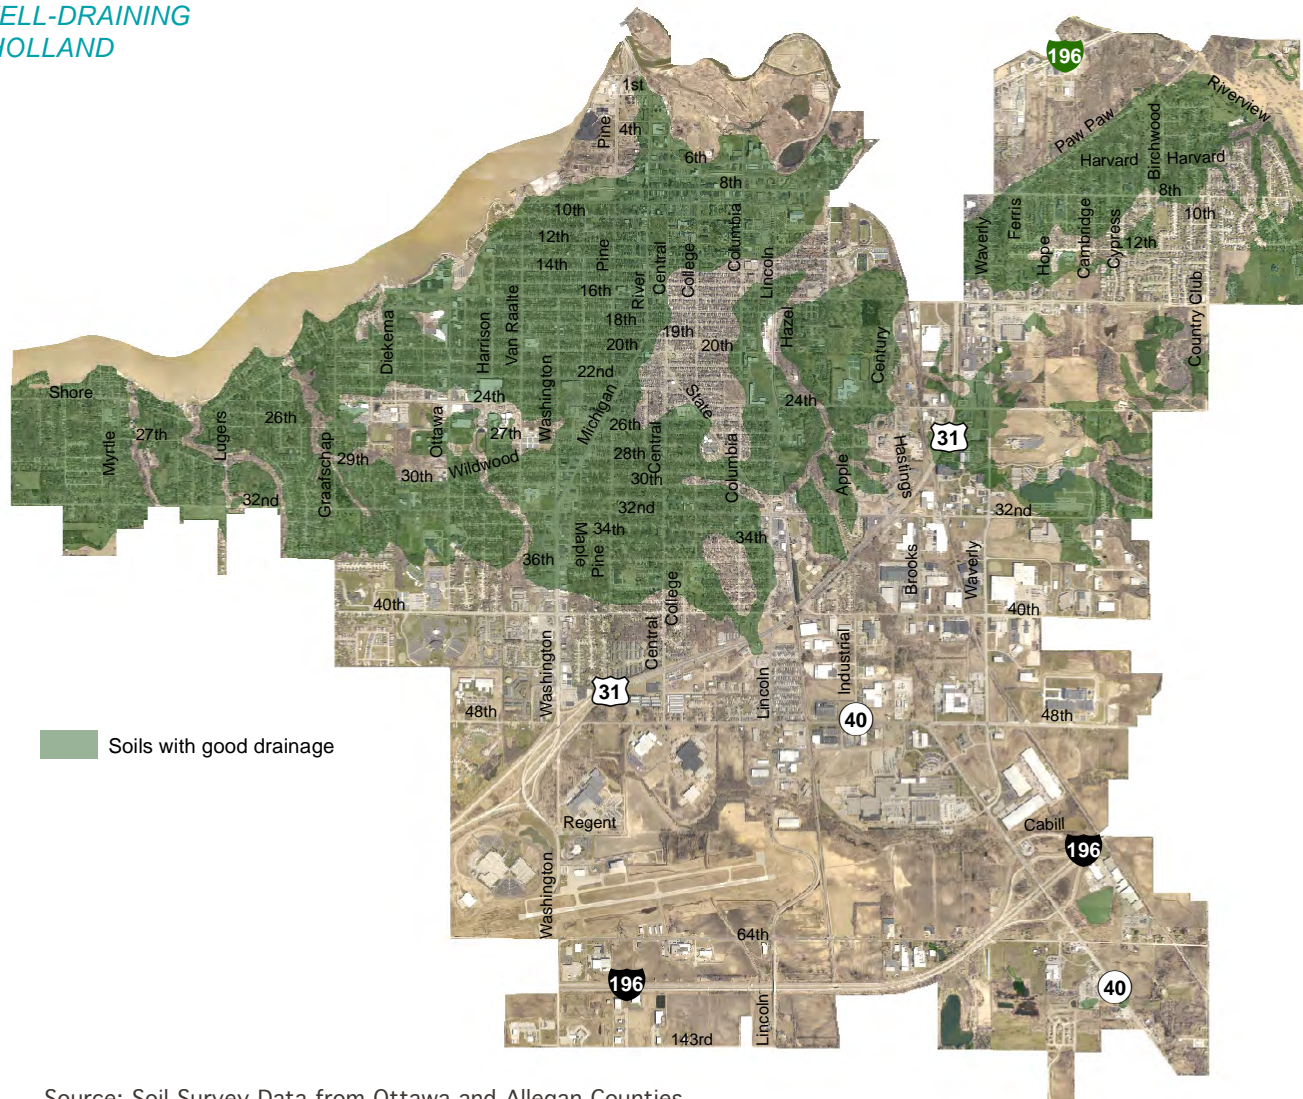 HOLLAND
196
1st
Riverview
Pine
4th
Paw Paw
Birchwood
6th
Harvard
Harvard
8th
8th
10th
10th
Columbia
Ferris
Cambridge
Cypress
12th
12th
Pine
Central
College
Lincoln
Waverly
Hope
14th
16th
River
Country Club
Van Raalte
Harrison
Diekema
18th
19th
Hazel
Century
20th
20th
22nd
Washington
Michigan
State
24th
24th
Shore
26th
26th
27th
27th
Lugers
Myrtle
Graafschap
Ottawa
31
28th
Central
29th
30th
Wildwood
30th
Columbia
Apple
Hastings
32nd
32nd
32nd
34th
34th
Maple
Pine
36th
Brooks
Waverly
40th
40th
College
Central
Washington
Industrial
Lincoln
31
48th
40
48th
Soils with good drainage
Regent
Cabill
196
Washington
64th
196
40
Lincoln
143rd
Source: Soil Survey Data from Ottawa and Allegan Counties